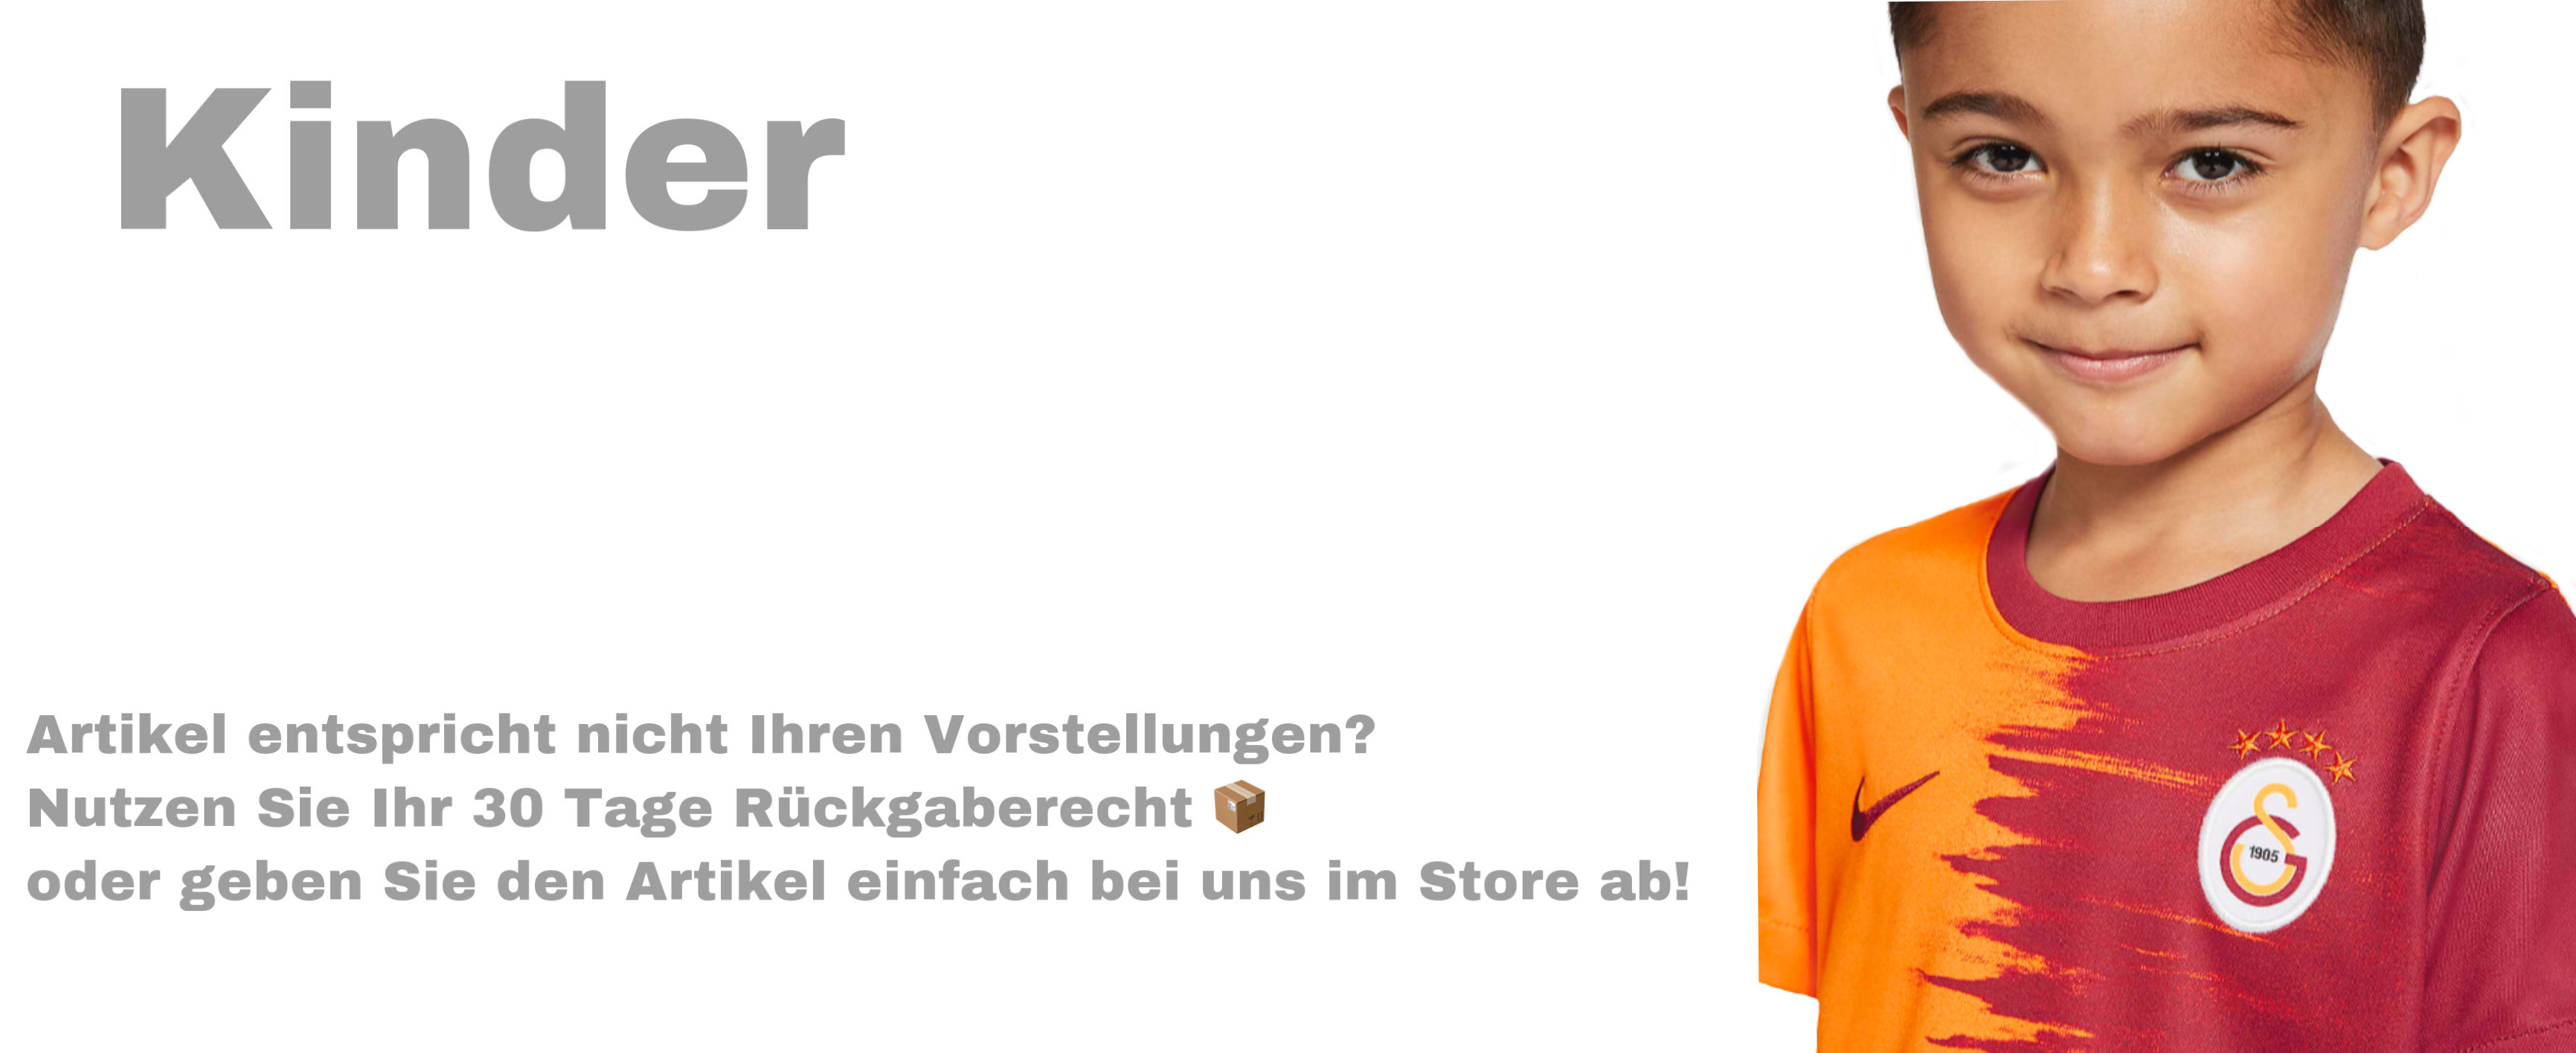 Kinder
Artikel entspricht nicht Ihren Vorstellungen?
Nutzen Sie Ihr 30 Tage Rückgaberecht 📦
oder geben Sie den Artikel einfach bei uns im Store ab!
1905